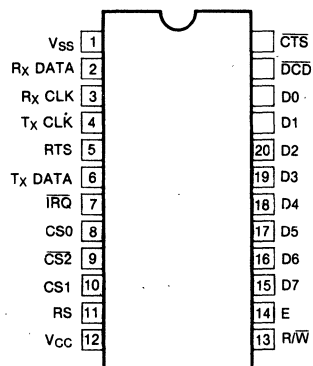 VSS 1 CTS
RX DATA 2 DCD
RX CLK 3 D0
TX CLK 4 D1
RTS 5 20 D2
TX DATA 6 19 D3
IRQ 7 18 D4
CS0 8 17 D5
CS2 9 16 D6
CS1 10 15 D7
RS 11 14 E
VCC 12 13 R/W